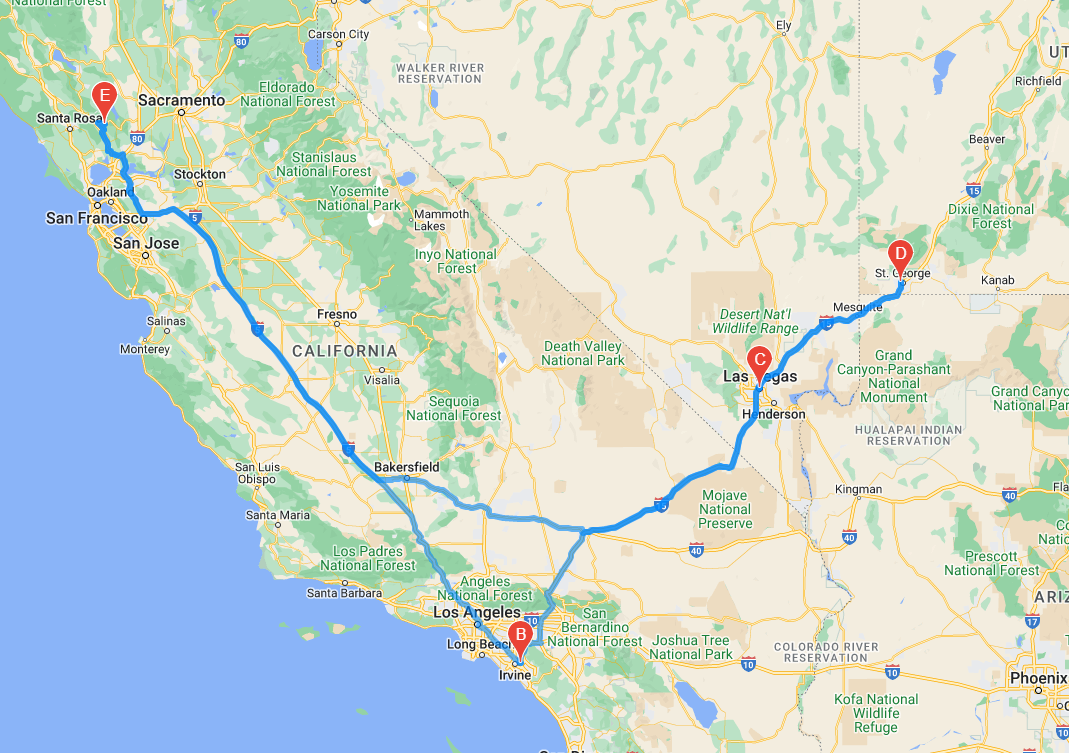 National Forest
Carson City
Ely
80
UT
WALKER RIVER
RESERVATION
Richfield
Eldorado
National Forest
E
Sacramento
Santa Rosa
80
Beaver
Stanislaus
National Forest
Stockton
Yosemite
National Park
15
Oakland
5
San Francisco
Mammoth
Lakes
Dixie National
Forest
San Jose
Inyo National
Forest
D
St. George
Kanab
Mesquite
Salinas
Fresno
Desert Nat'l
Wildlife Range
Monterey
CALIFORNIA
Death Valley
National Park
C
Grand
Canyon-Parashant
National
Monument
Visalia
Las Vegas
Grand Canyon
National Park
Sequoia
National Forest
Henderson
HUALAPAI INDIAN
RESERVATION
San Luis
Obispo
Bakersfield
Kingman
40
Mojave
National
Preserve
Santa Maria
40
40
Los Padres
National Forest
Prescott
National Forest
Santa Barbara
Angeles
National Forest
ARIZ
Los Angeles
10
San
Bernardino
National Forest
17
B
Long Beach
Joshua Tree
National Park
COLORADO RIVER
RESERVATION
Irvine
10
10
Phoenix
Kofa National
Wildlife
Refuge
10